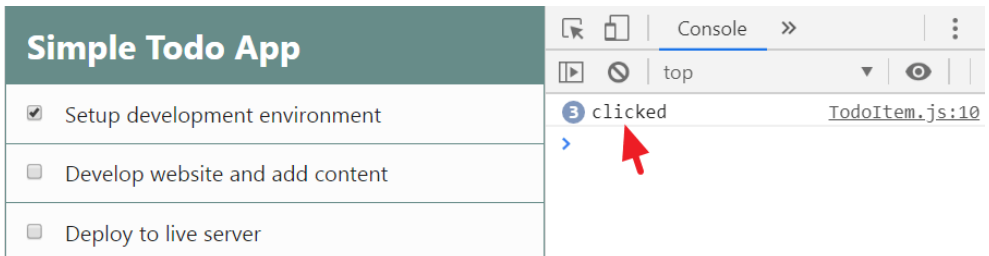 Simple Todo App
Setup development environment
Develop website and add content
Deploy to live server
Console
top
3 clicked TodoItem.js:10